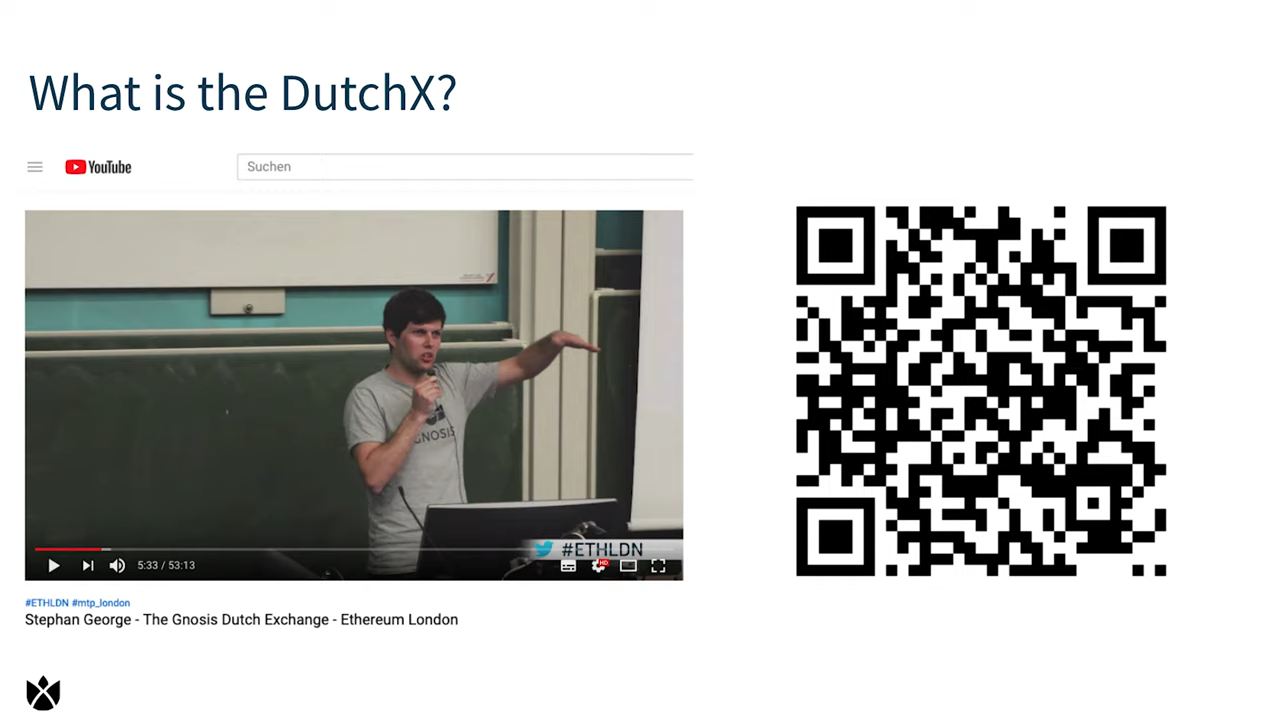 What is the DutchX?
YouTube
Suchen
GNOSIS
#ETHLDN
5:33 / 53:13
HD
#ETHLDN #mtp_london
Stephan George - The Gnosis Dutch Exchange - Ethereum London